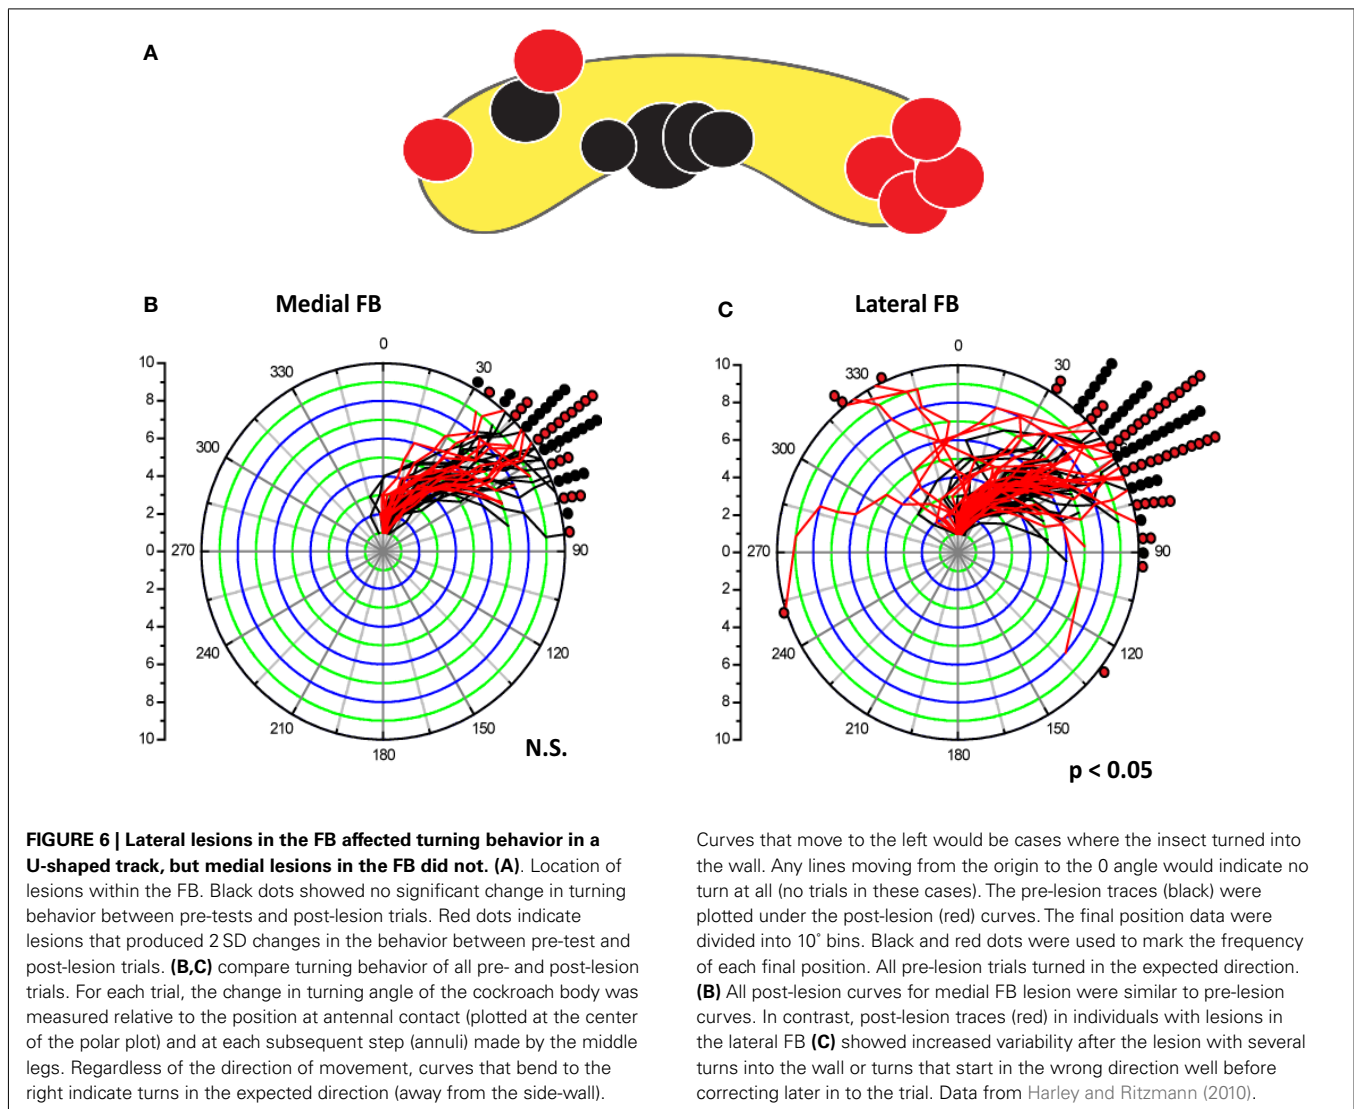 A
B
Medial FB
C
Lateral FB
0
30
90
120
150
180
210
240
270
300
330
10
8
6
4
2
0
2
4
6
8
10
N.S.
0
30
90
120
150
180
210
240
270
300
330
10
8
6
4
2
0
2
4
6
8
10
p < 0.05
FIGURE 6 | Lateral lesions in the FB affected turning behavior in a
U-shaped track, but medial lesions in the FB did not. (A). Location of
lesions within the FB. Black dots showed no significant change in turning
behavior between pre-tests and post-lesion trials. Red dots indicate
lesions that produced 2 SD changes in the behavior between pre-test and
post-lesion trials. (B,C) compare turning behavior of all pre- and post-lesion
trials. For each trial, the change in turning angle of the cockroach body was
measured relative to the position at antennal contact (plotted at the center
of the polar plot) and at each subsequent step (annuli) made by the middle
legs. Regardless of the direction of movement, curves that bend to the
right indicate turns in the expected direction (away from the side-wall).
Curves that move to the left would be cases where the insect turned into
the wall. Any lines moving from the origin to the 0 angle would indicate no
turn at all (no trials in these cases). The pre-lesion traces (black) were
plotted under the post-lesion (red) curves. The final position data were
divided into 10° bins. Black and red dots were used to mark the frequency
of each final position. All pre-lesion trials turned in the expected direction.
(B) All post-lesion curves for medial FB lesion were similar to pre-lesion
curves. In contrast, post-lesion traces (red) in individuals with lesions in
the lateral FB (C) showed increased variability after the lesion with several
turns into the wall or turns that start in the wrong direction well before
correcting later in to the trial. Data from Harley and Ritzmann (2010).